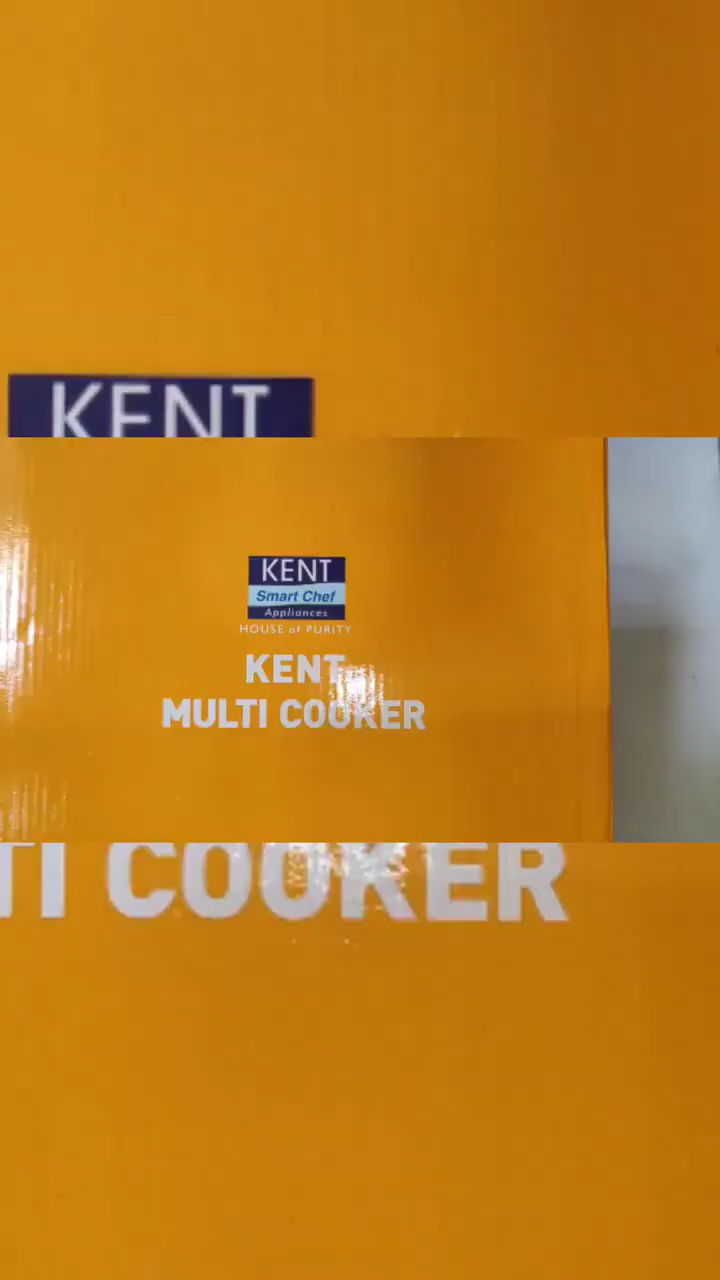 KENT
KENT
Smart Chef
Appliances
HOUSE of PURITY
KENT
MULTI COOKER
TI COOKER